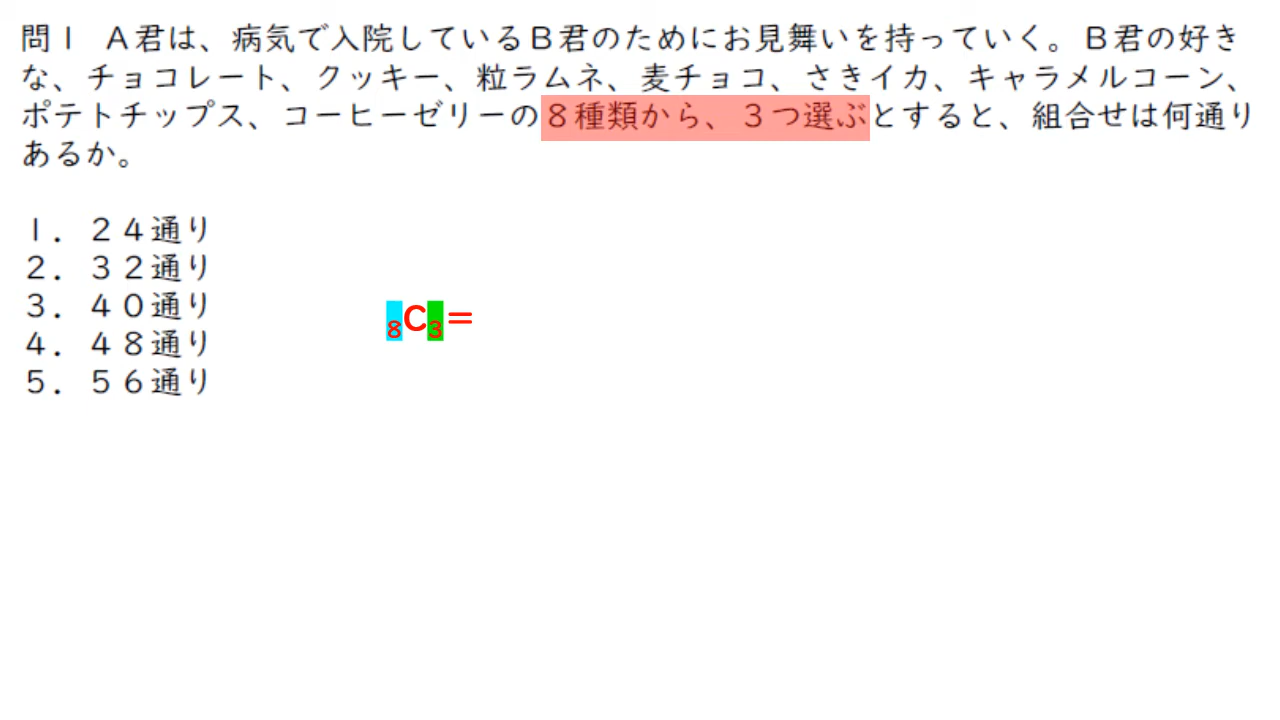 問１　Ａ君は、病気で入院しているＢ君のためにお見舞いを持っていく。Ｂ君の好き
な、チョコレート、クッキー、粒ラムネ、麦チョコ、さきイカ、キャラメルコーン、
ポテトチップス、コーヒーゼリーの８種類から、３つ選ぶとすると、組合せは何通り
あるか。
１．２４通り
２．３２通り
３．４０通り
４．４８通り
５．５６通り
₈C₃＝